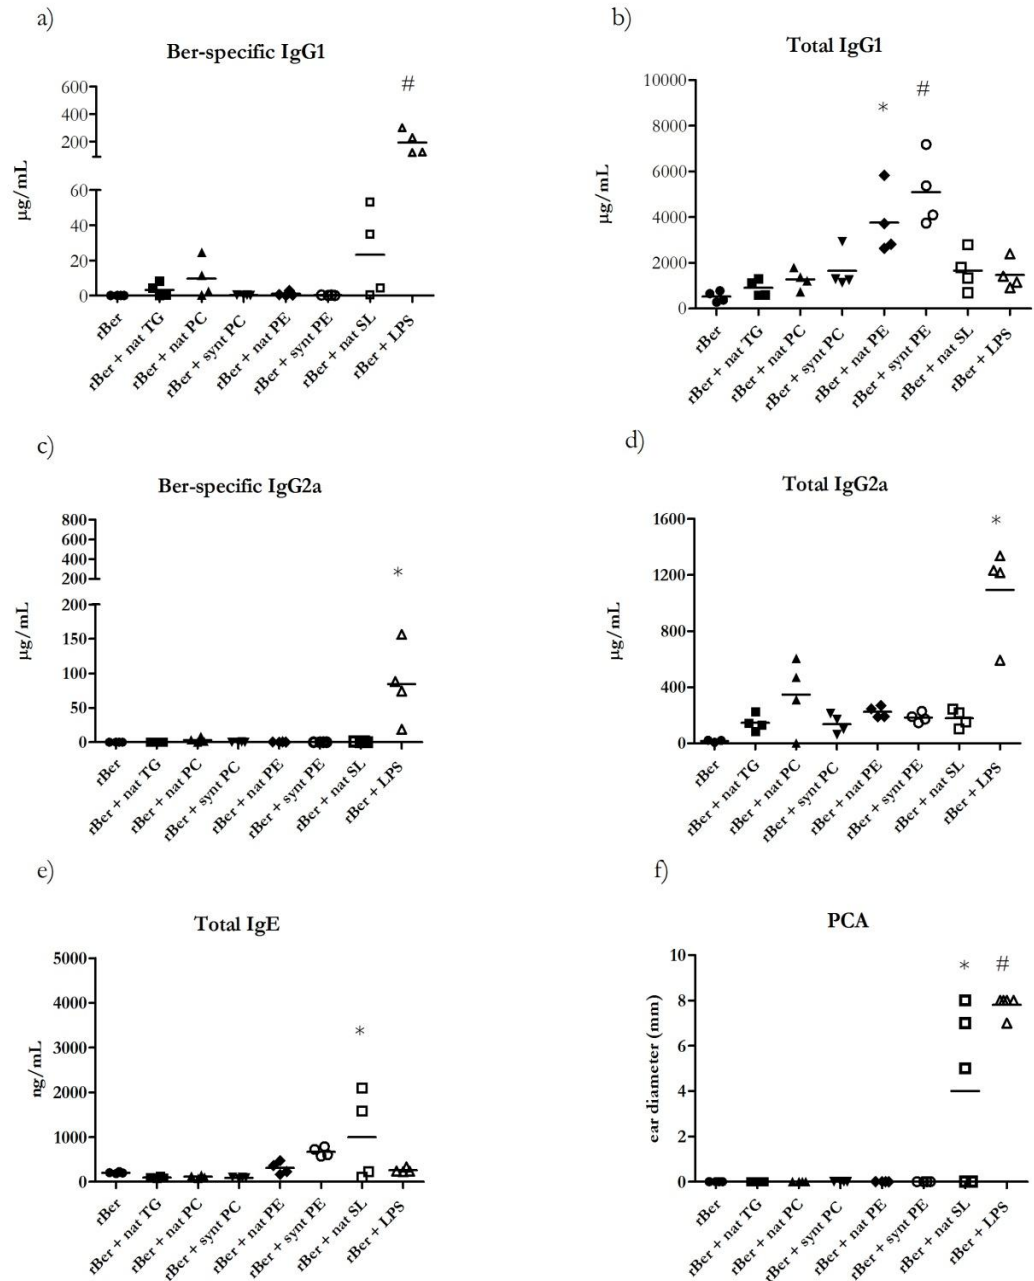 a)
Ber-specific IgG1
#
600
400
200
60
40
20
0
µg/mL
rBer
rBer + nat TG
rBer + nat PC
rBer + synt PC
rBer + nat PE
rBer + synt PE
rBer + nat SL
rBer + LPS
b)
Total IgG1
* #
10000
8000
6000
4000
2000
0
µg/mL
rBer
rBer + nat TG
rBer + nat PC
rBer + synt PC
rBer + nat PE
rBer + synt PE
rBer + nat SL
rBer + LPS
c)
Ber-specific IgG2a
*
800
600
400
200
200
150
100
50
0
µg/mL
rBer
rBer + nat TG
rBer + nat PC
rBer + synt PC
rBer + nat PE
rBer + synt PE
rBer + nat SL
rBer + LPS
d)
Total IgG2a
*
1600
1200
800
400
0
µg/mL
rBer
rBer + nat TG
rBer + nat PC
rBer + synt PC
rBer + nat PE
rBer + synt PE
rBer + nat SL
rBer + LPS
e)
Total IgE
*
5000
4000
3000
2000
1000
0
ng/mL
rBer
rBer + nat TG
rBer + nat PC
rBer + synt PC
rBer + nat PE
rBer + synt PE
rBer + nat SL
rBer + LPS
f)
PCA
* #
10
8
6
4
2
0
ear diameter (mm)
rBer
rBer + nat TG
rBer + nat PC
rBer + synt PC
rBer + nat PE
rBer + synt PE
rBer + nat SL
rBer + LPS